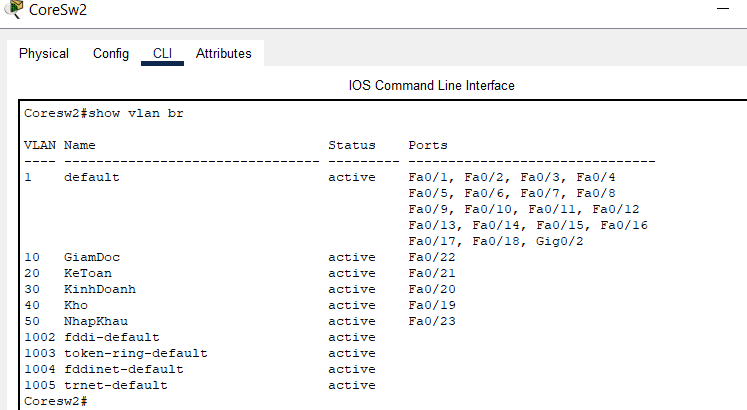 CoreSw2
Physical Config CLI Attributes
IOS Command Line Interface
Coresw2#show vlan br
VLAN Name                             Status    Ports
---- -------------------------------- --------- -------------------------------
1    default                          active    Fa0/1, Fa0/2, Fa0/3, Fa0/4
                                                Fa0/5, Fa0/6, Fa0/7, Fa0/8
                                                Fa0/9, Fa0/10, Fa0/11, Fa0/12
                                                Fa0/13, Fa0/14, Fa0/15, Fa0/16
                                                Fa0/17, Fa0/18, Gig0/2
10   GiamDoc                          active    Fa0/22
20   KeToan                           active    Fa0/21
30   KinhDoanh                        active    Fa0/20
40   Kho                              active    Fa0/19
50   NhapKhau                         active    Fa0/23
1002 fddi-default                     active
1003 token-ring-default               active
1004 fddinet-default                  active
1005 trnet-default                    active
Coresw2#